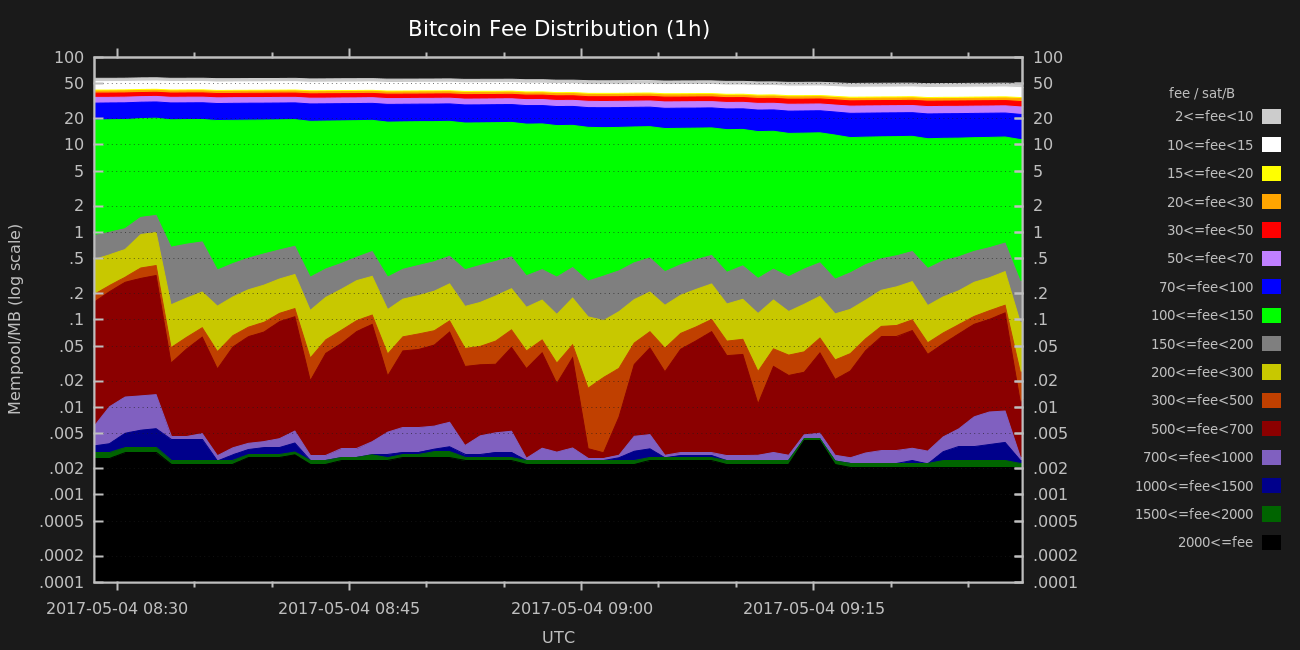 Bitcoin Fee Distribution (1h)
100
50
20
10
5
2
1
.5
.2
.1
.05
.02
.01
.005
.002
.001
.0005
.0002
.0001
Mempool/MB (log scale)
100
50
20
10
5
2
1
.5
.2
.1
.05
.02
.01
.005
.002
.001
.0005
.0002
.0001
2017-05-04 08:30
2017-05-04 08:45
2017-05-04 09:00
2017-05-04 09:15
UTC
fee / sat/B
2<=fee<10
10<=fee<15
15<=fee<20
20<=fee<30
30<=fee<50
50<=fee<70
70<=fee<100
100<=fee<150
150<=fee<200
200<=fee<300
300<=fee<500
500<=fee<700
700<=fee<1000
1000<=fee<1500
1500<=fee<2000
2000<=fee